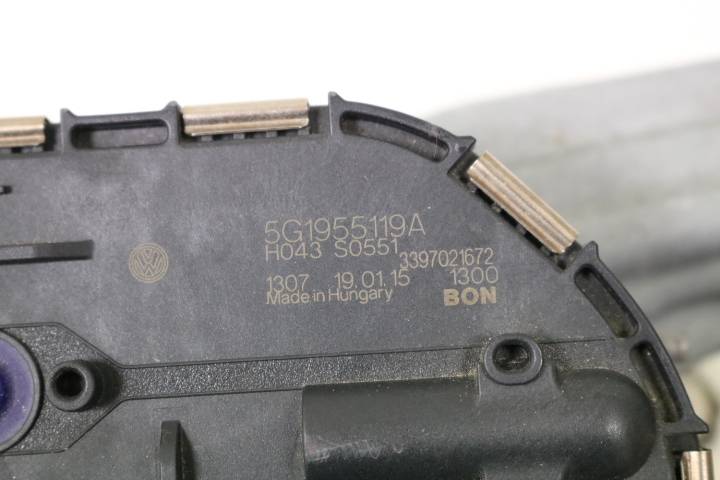 5G1955119A
H043 S0551
3397021672
1307 19.01.15 1300
Made in Hungary BON